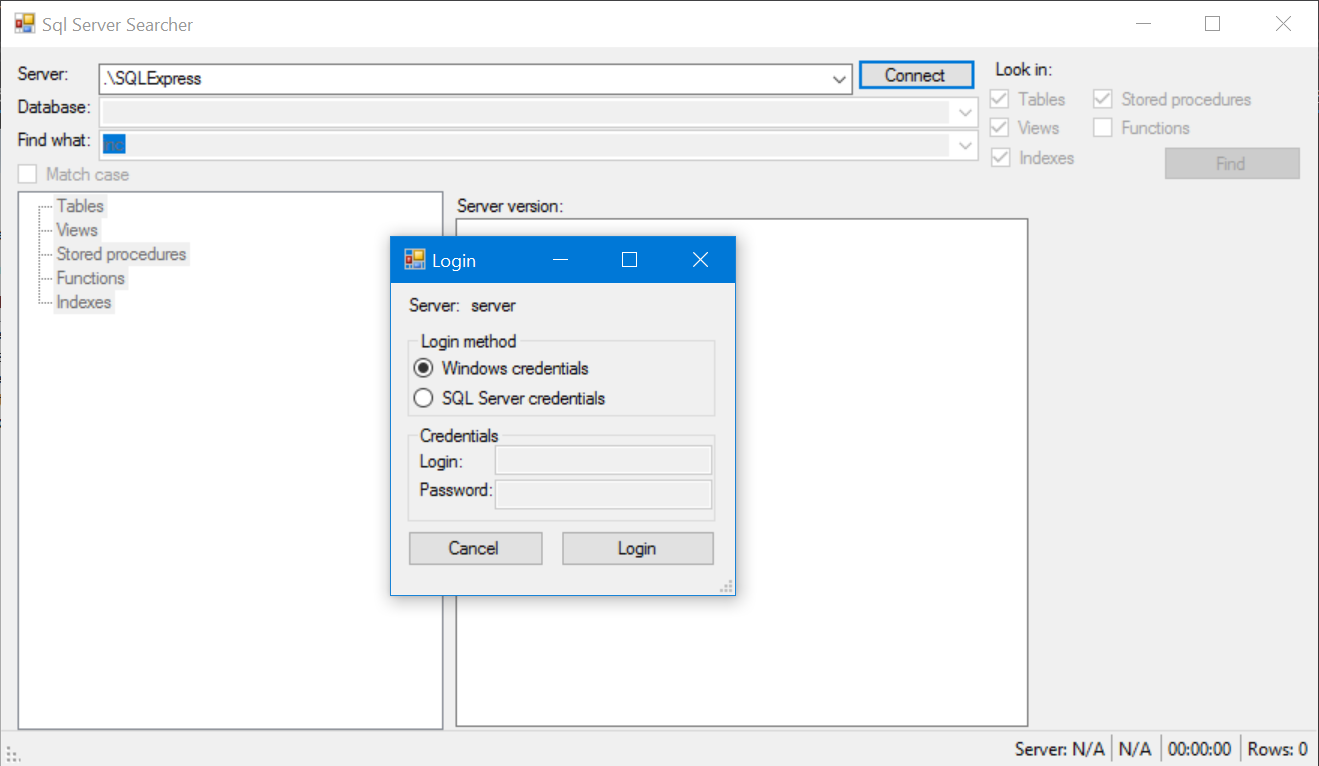 Sql Server Searcher
Server: .\SQLExpress Connect
Database:
Find what:
Match case
Look in:
Tables Stored procedures
Views Functions
Indexes
Find
Tables
Views
Stored procedures
Functions
Indexes
Server version:
Login
Server: server
Login method
Windows credentials
SQL Server credentials
Credentials
Login:
Password:
Cancel Login
Server: N/A N/A 00:00:00 Rows: 0